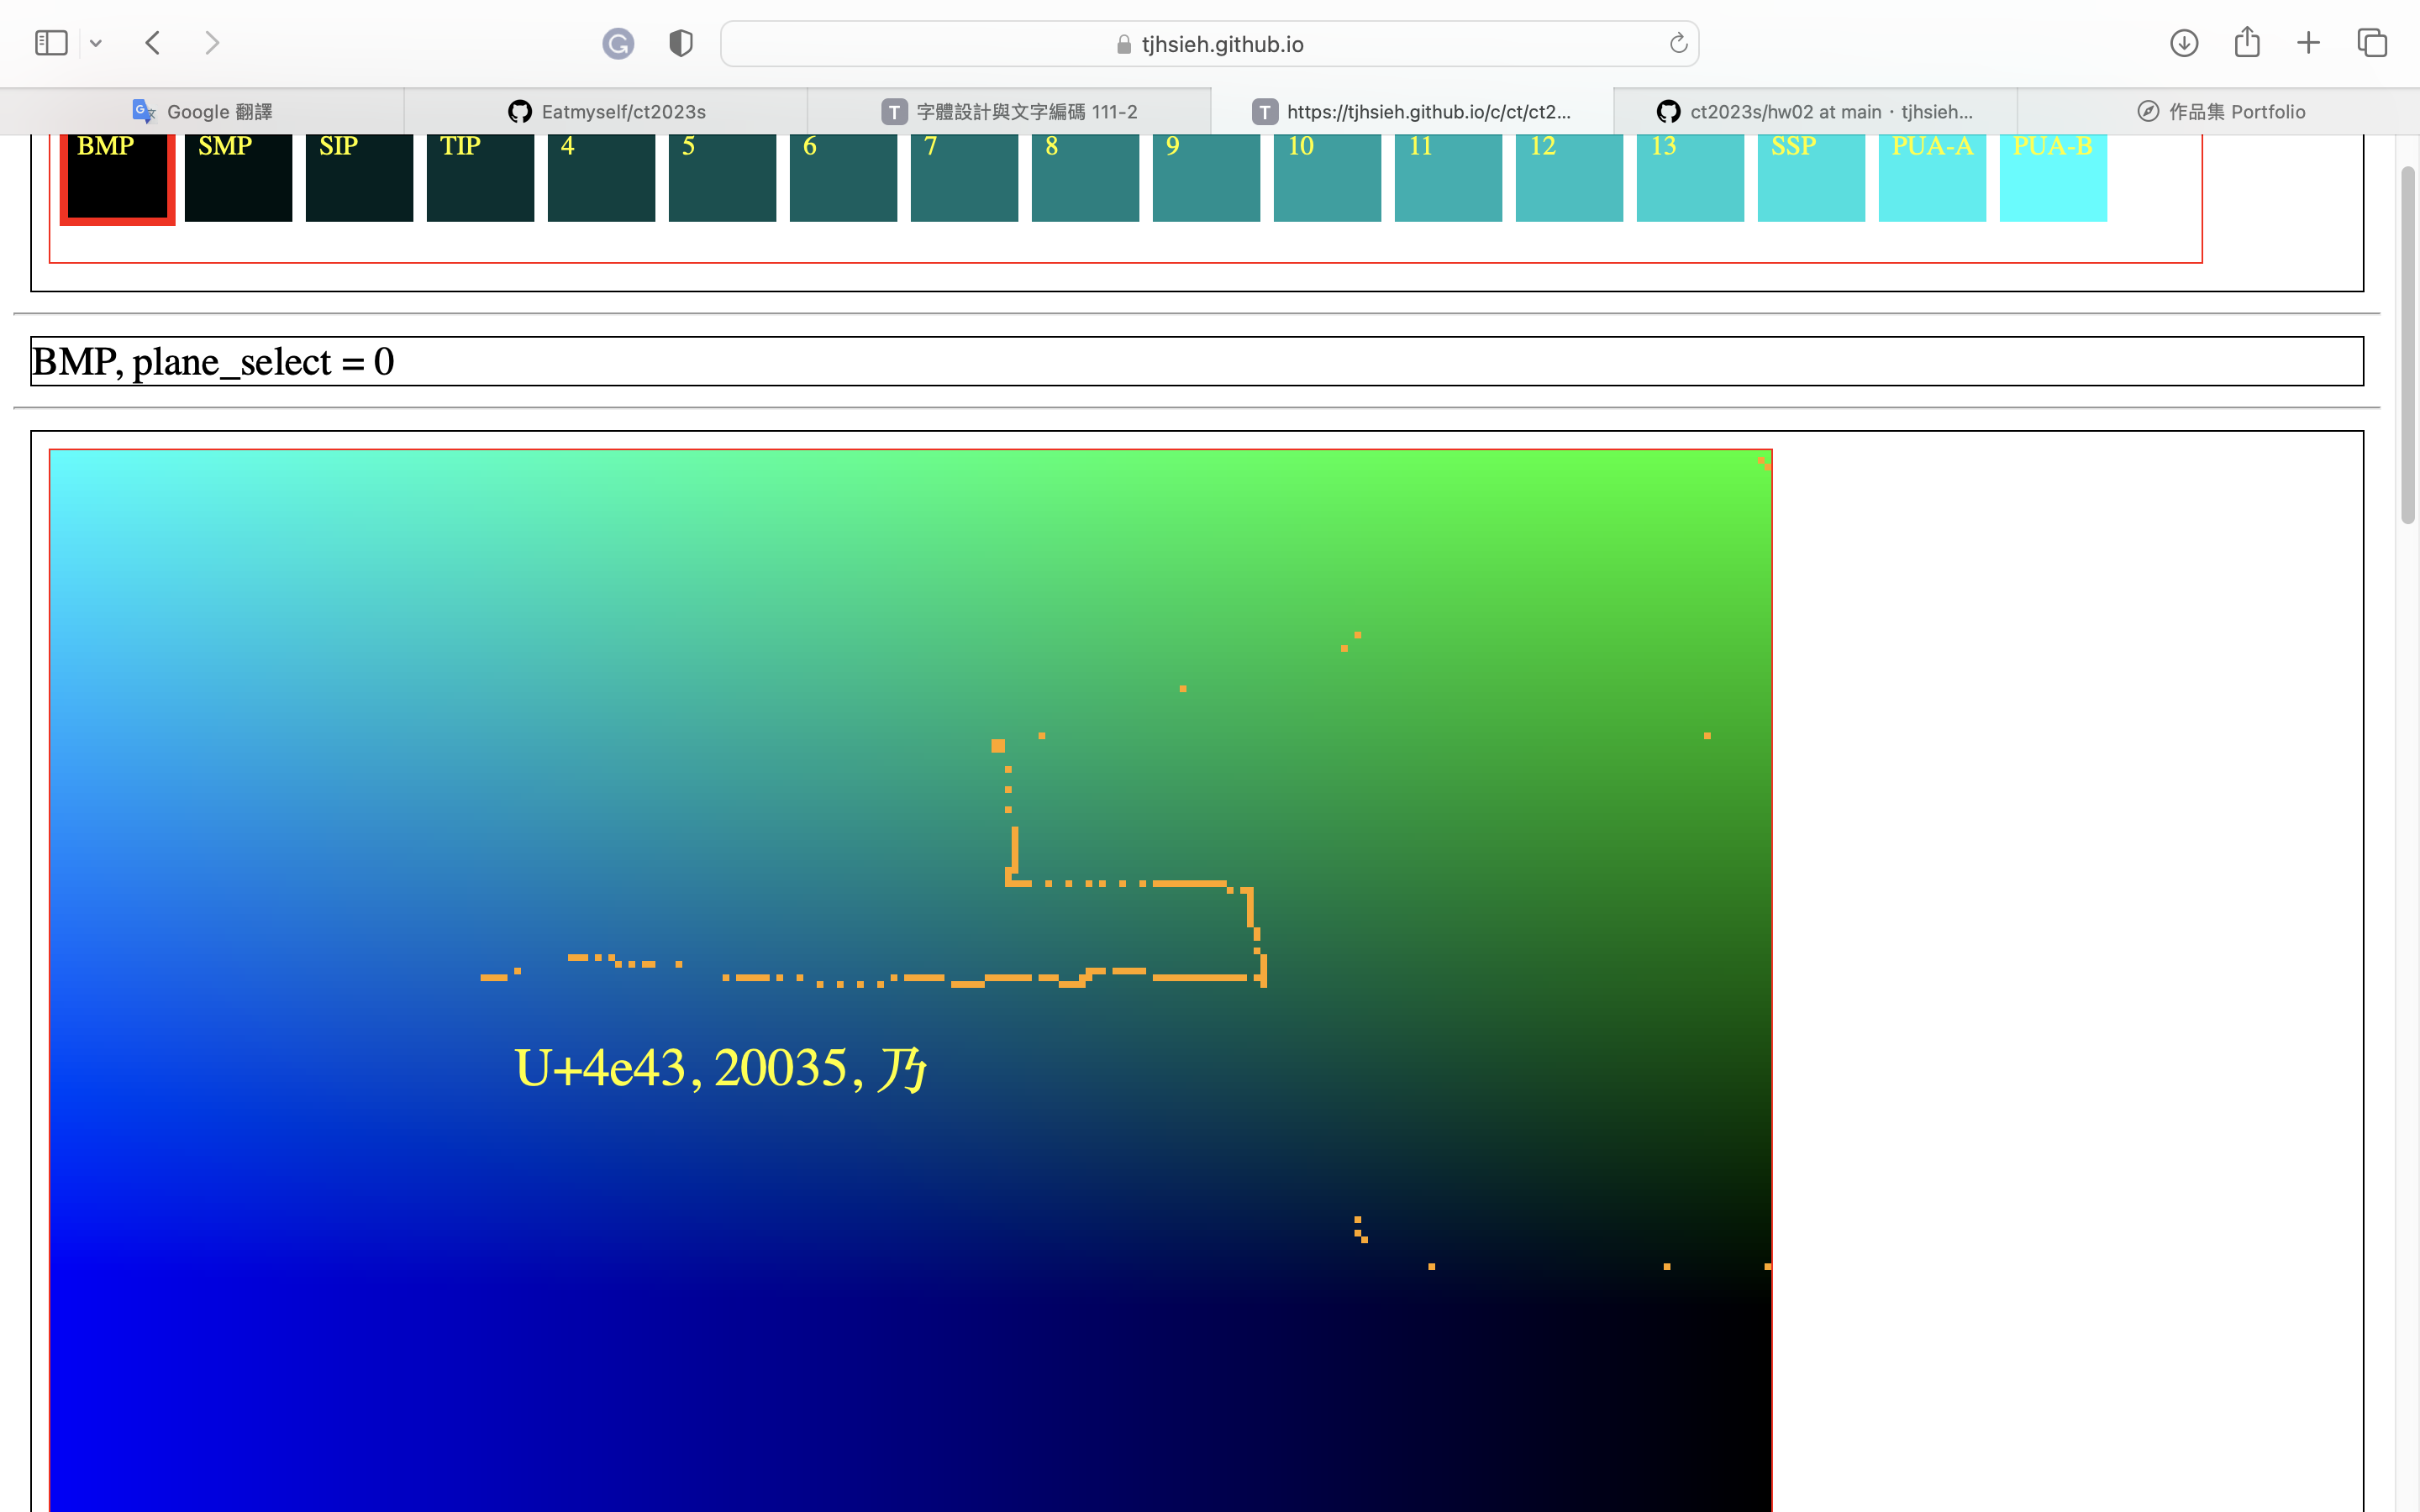 tjhsieh.github.io
Google 翻譯
Eatmyself/ct2023s
T 字體設計與文字編碼 111-2
T https://tjhsieh.github.io/c/ct/ct2...
ct2023s/hw02 at main · tjhsieh...
作品集 Portfolio
BMP SMP SIP TIP 4 5 6 7 8 9 10 11 12 13 SSP PUA-A PUA-B
BMP, plane_select = 0
U+4e43, 20035, 乃